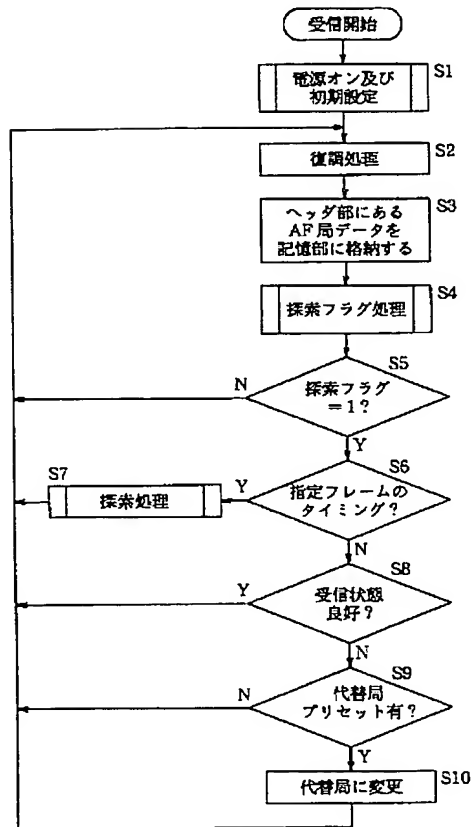 受信開始
S1
電源オン及び
初期設定
S2
復調処理
S3
ヘッダ部にある
AF局データを
記憶部に格納する
S4
探索フラグ処理
S5
N
探索フラグ
=1?
Y
S6
S7
Y
指定フレームの
タイミング?
探索処理
N
S8
Y
受信状態
良好?
N
S9
N
代替局
プリセット有?
Y
S10
代替局に変更